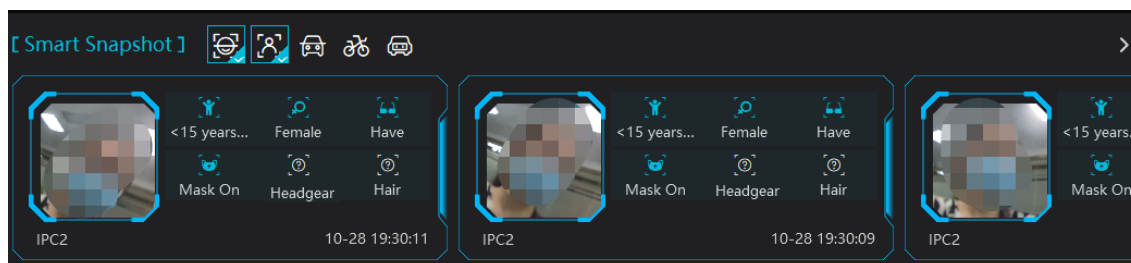 [ Smart Snapshot ]
<15 years... Female Have
Mask On Headgear Hair
IPC2 10-28 19:30:11
<15 years... Female Have
Mask On Headgear Hair
IPC2 10-28 19:30:09
<15 years.
Mask On
IPC2